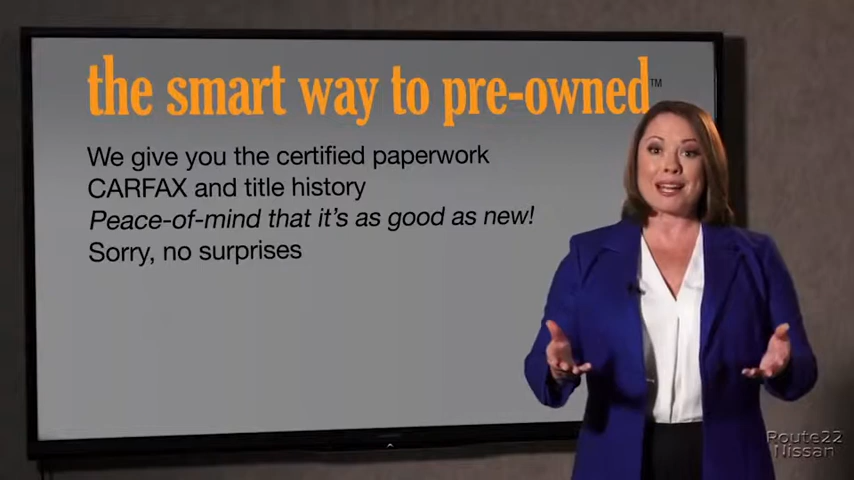 the smart way to pre-owned™
We give you the certified paperwork
CARFAX and title history
Peace-of-mind that it's as good as new!
Sorry, no surprises
Route22
Nissan